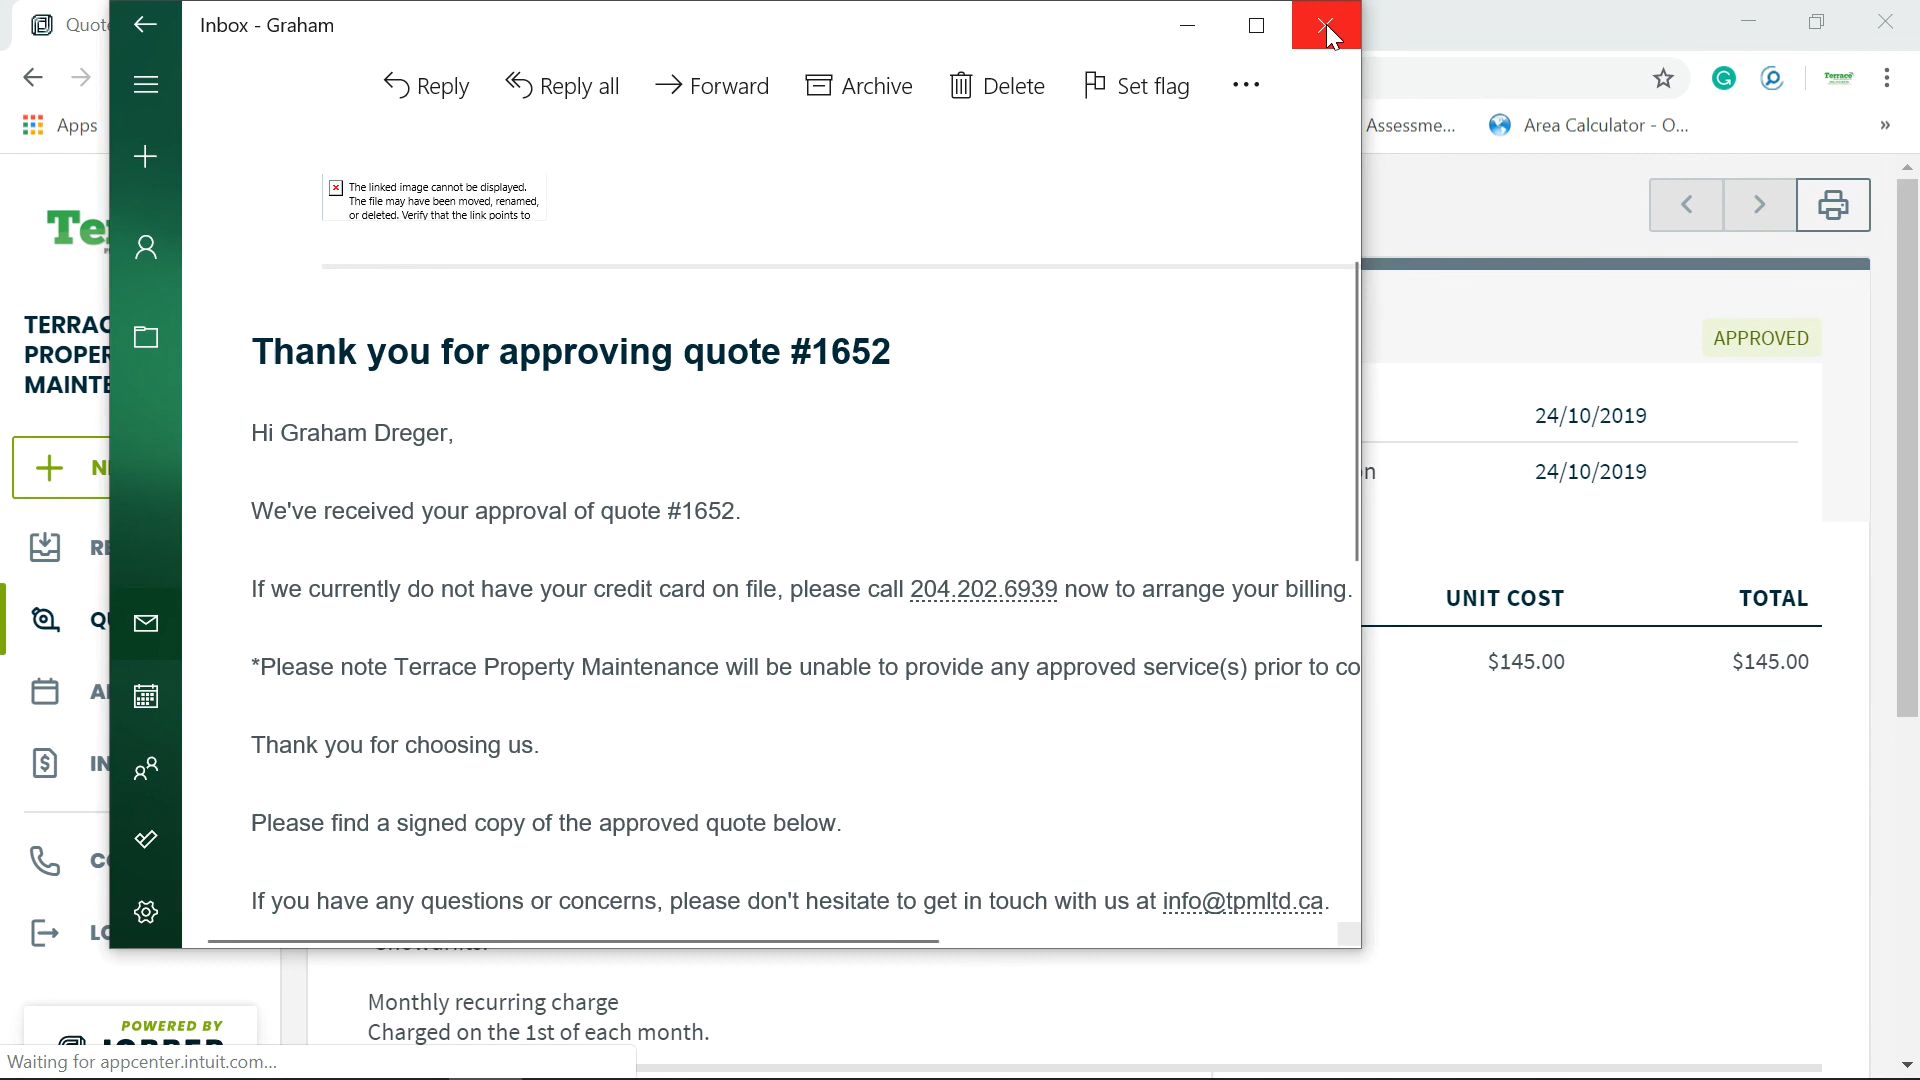 Quote
Inbox - Graham
Reply
Reply all
Forward
Archive
Delete
Set flag
Terrace
Apps
Assessme...
Area Calculator - O...
»
The linked image cannot be displayed.
The file may have been moved, renamed,
or deleted. Verify that the link points to
Te
TERRAC
PROPER
MAINTE
APPROVED
Thank you for approving quote #1652
24/10/2019
Hi Graham Dreger,
n
24/10/2019
NE
We've received your approval of quote #1652.
RE
If we currently do not have your credit card on file, please call 204.202.6939 now to arrange your billing.
UNIT COST
TOTAL
QU
*Please note Terrace Property Maintenance will be unable to provide any approved service(s) prior to co
$145.00
$145.00
AP
Thank you for choosing us.
IN
Please find a signed copy of the approved quote below.
CO
If you have any questions or concerns, please don't hesitate to get in touch with us at info@tpmltd.ca.
LO
Monthly recurring charge
Charged on the 1st of each month.
POWERED BY
JOBBER
Waiting for appcenter.intuit.com...